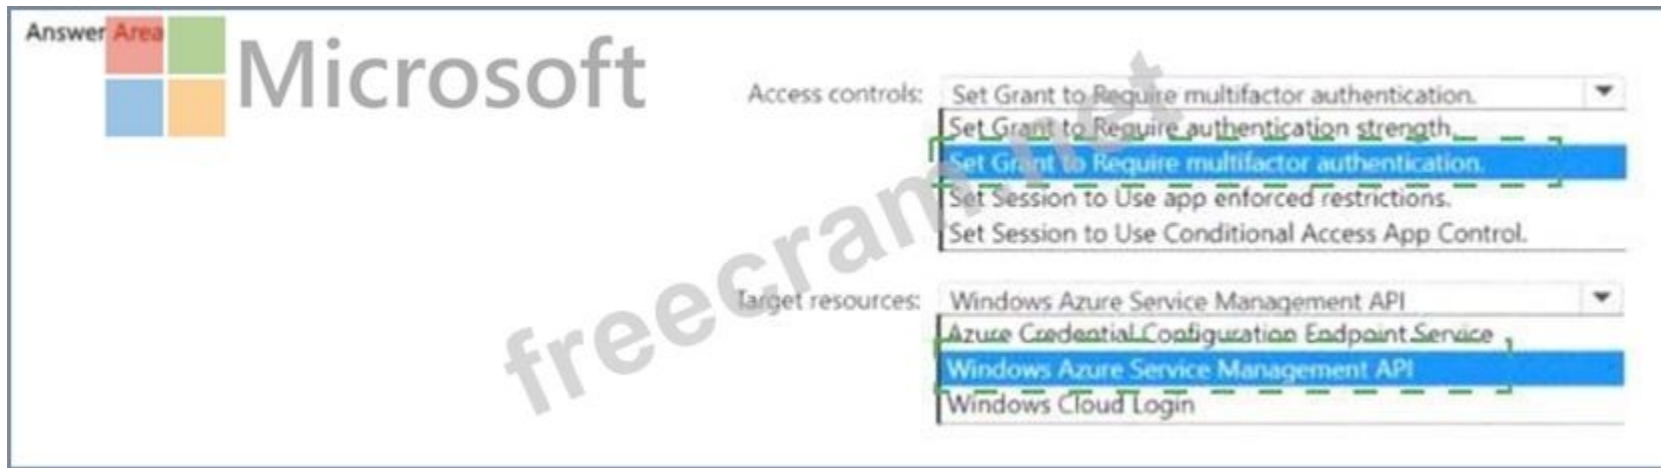 Answer Area
Microsoft
Access controls: Set Grant to Require multifactor authentication.
Set Grant to Require authentication strength.
Set Grant to Require multifactor authentication.
Set Session to Use app enforced restrictions.
Set Session to Use Conditional Access App Control.
Target resources: Windows Azure Service Management API
Azure Credential Configuration Endpoint Service
Windows Azure Service Management API
Windows Cloud Login
freecram.net